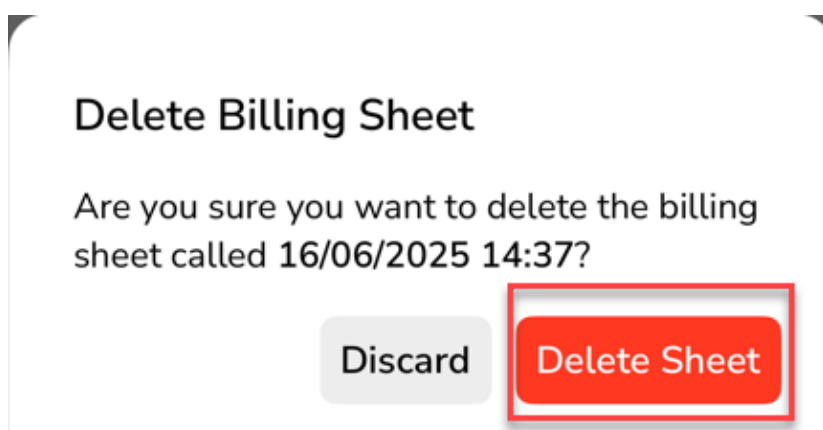 Delete Billing Sheet
Are you sure you want to delete the billing
sheet called 16/06/2025 14:37?
Discard
Delete Sheet